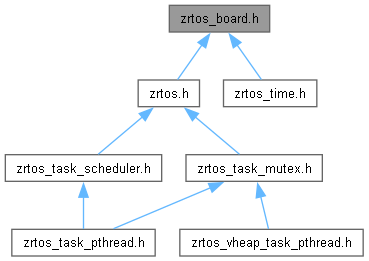 zrtos_board.h
zrtos.h
zrtos_time.h
zrtos_task_scheduler.h
zrtos_task_mutex.h
zrtos_task_pthread.h
zrtos_vheap_task_pthread.h